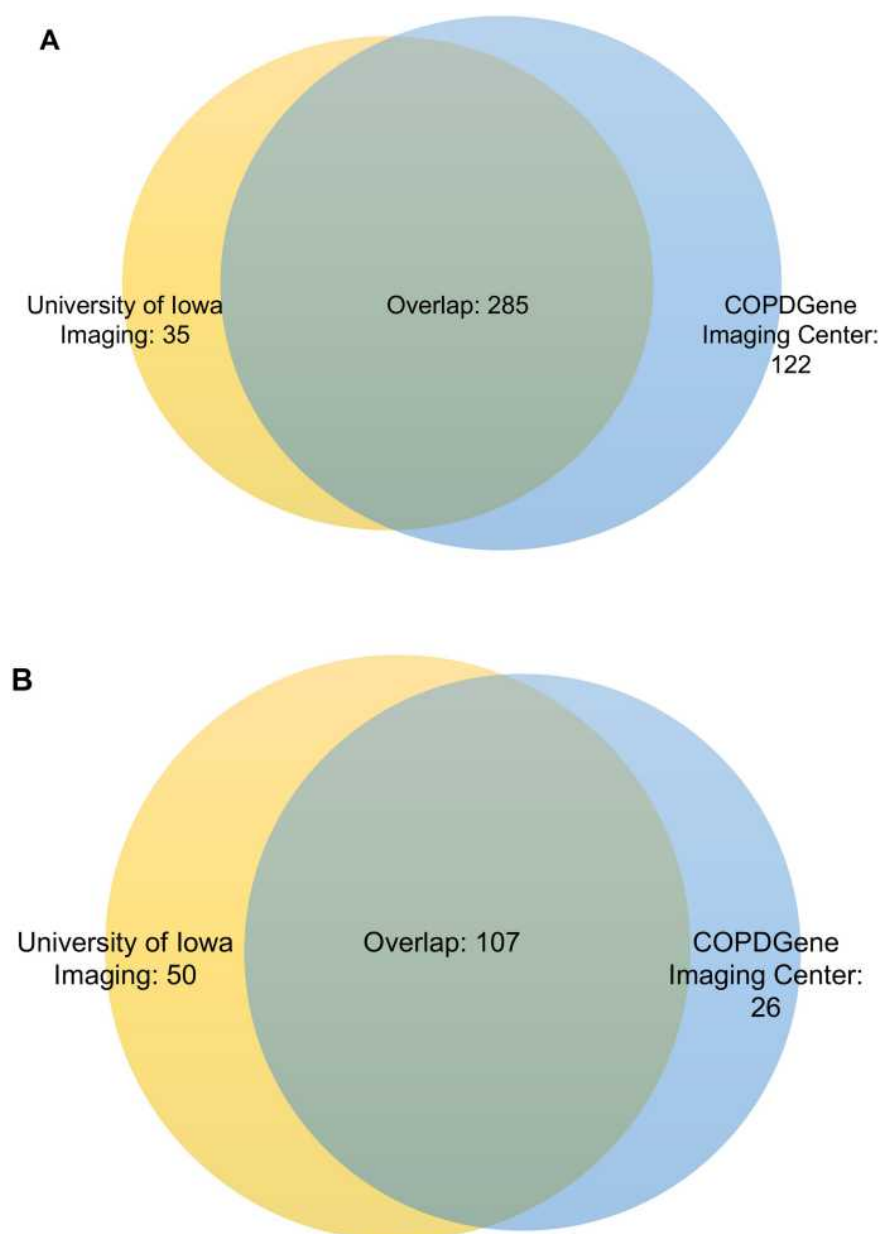 A
University of Iowa
Imaging: 35
Overlap: 285
COPDGene
Imaging Center:
122
B
University of Iowa
Imaging: 50
Overlap: 107
COPDGene
Imaging Center:
26